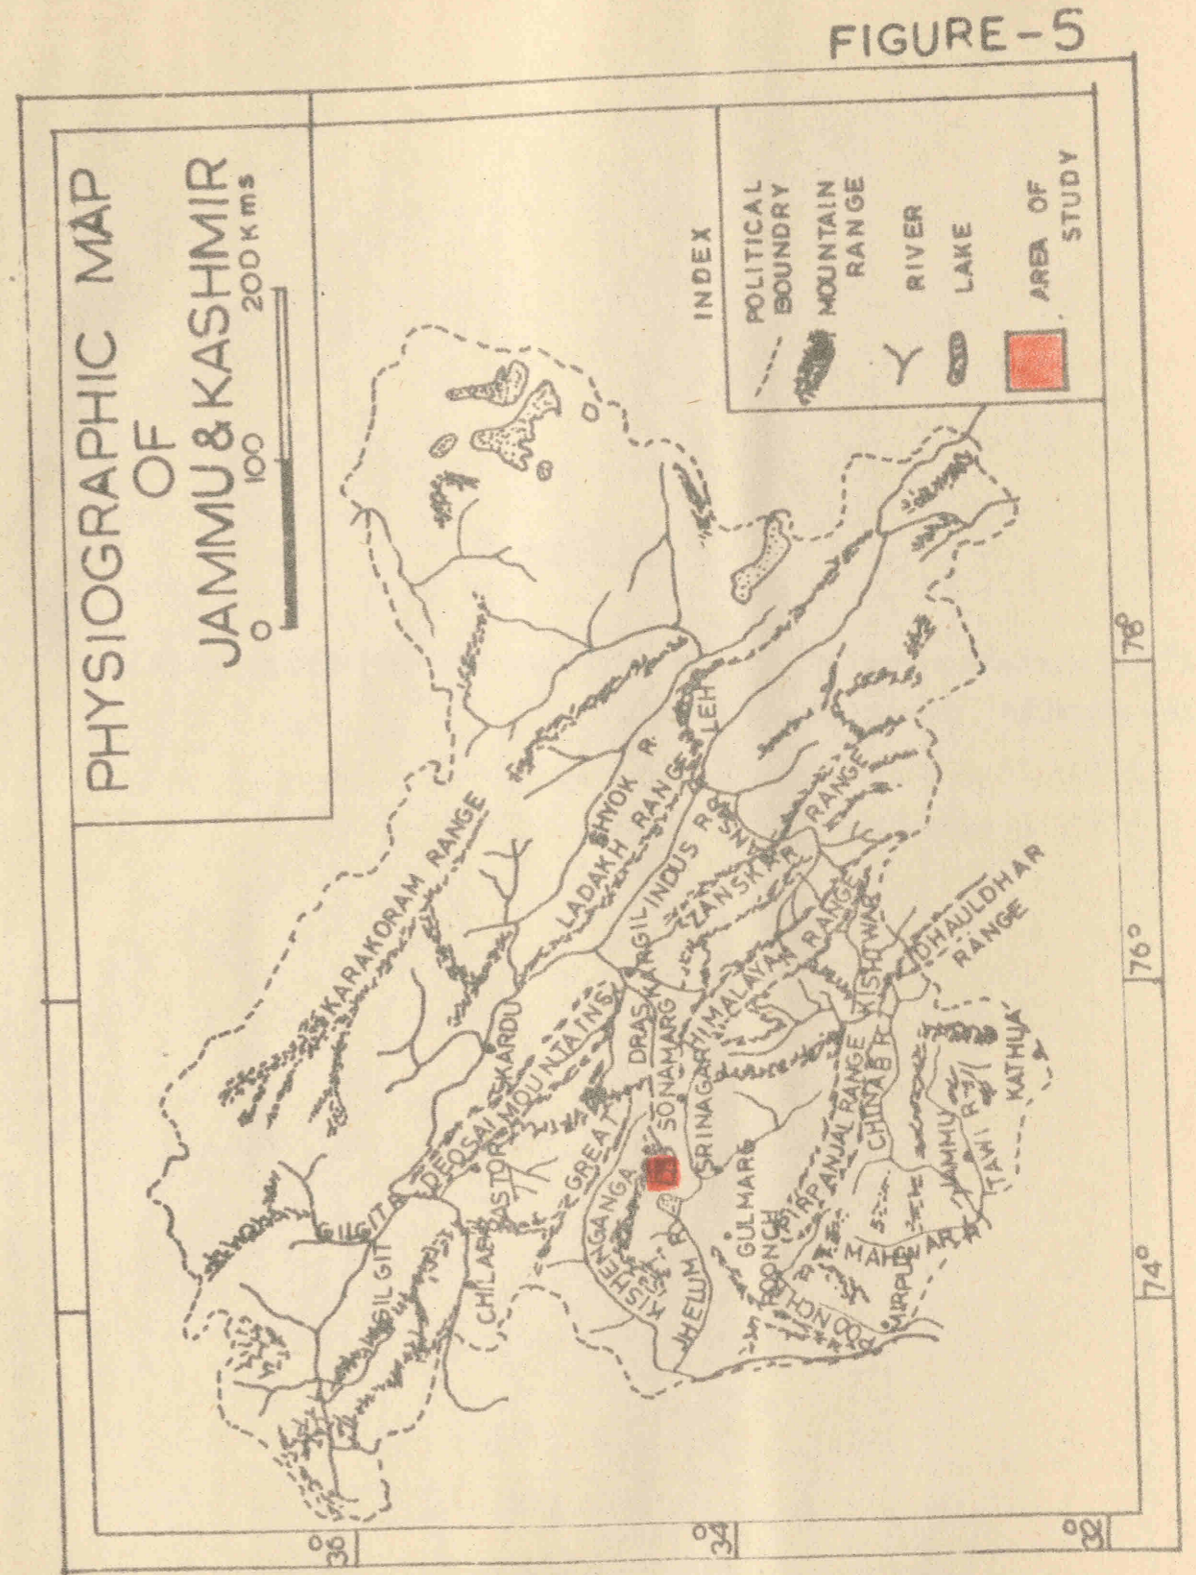 FIGURE-5
PHYSIOGRAPHIC MAP
OF
JAMMU & KASHMIR
0 100 200 Kms
INDEX
POLITICAL
BOUNDRY
MOUNTAIN
RANGE
RIVER
LAKE
AREA OF
STUDY
KARAKORAM RANGE
SHYOK R.
LADAKH RANGE
LEH
INDUS R
ZANSKAR RANGE
SKARDU
DEOSAI MOUNTAINS
GILGIT
GILGIT
ASTOR
CHILAS
GREAT HIMALAYAN RANGE
DRAS
KARGIL
SONAMARG
KISHENGANGA
SRINAGAR
JHELUM R
GULMARG
POONCH
POONCH
PIR PANJAL RANGE
CHINAB R
KISHTWAR
DHAULDHAR
RANGE
MIRPUR
JAMMU
TAWI R
KATHUA
36°
34°
32°
74°
76°
78°